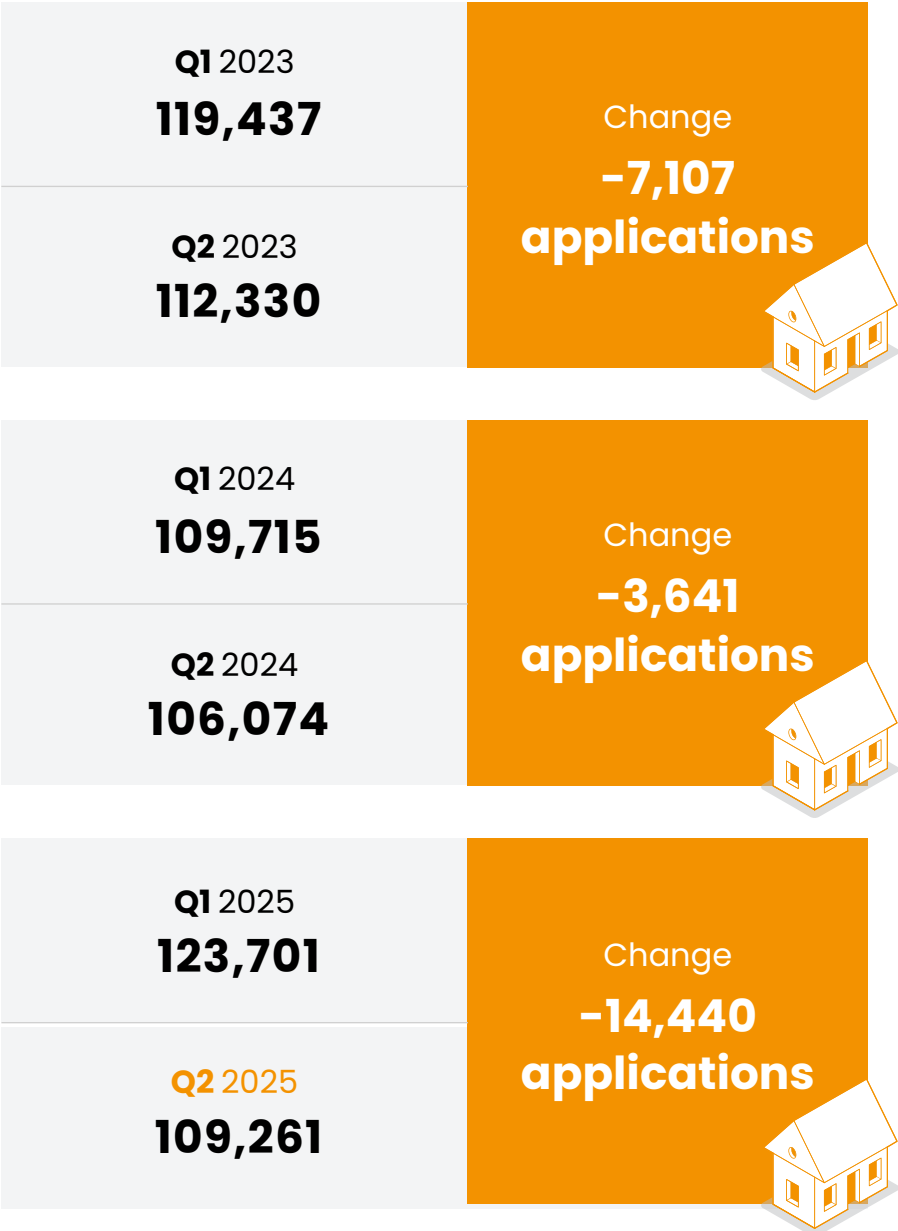 Q1 2023
119,437
Q2 2023
112,330
Change
-7,107
applications
Q1 2024
109,715
Q2 2024
106,074
Change
-3,641
applications
Q1 2025
123,701
Q2 2025
109,261
Change
-14,440
applications